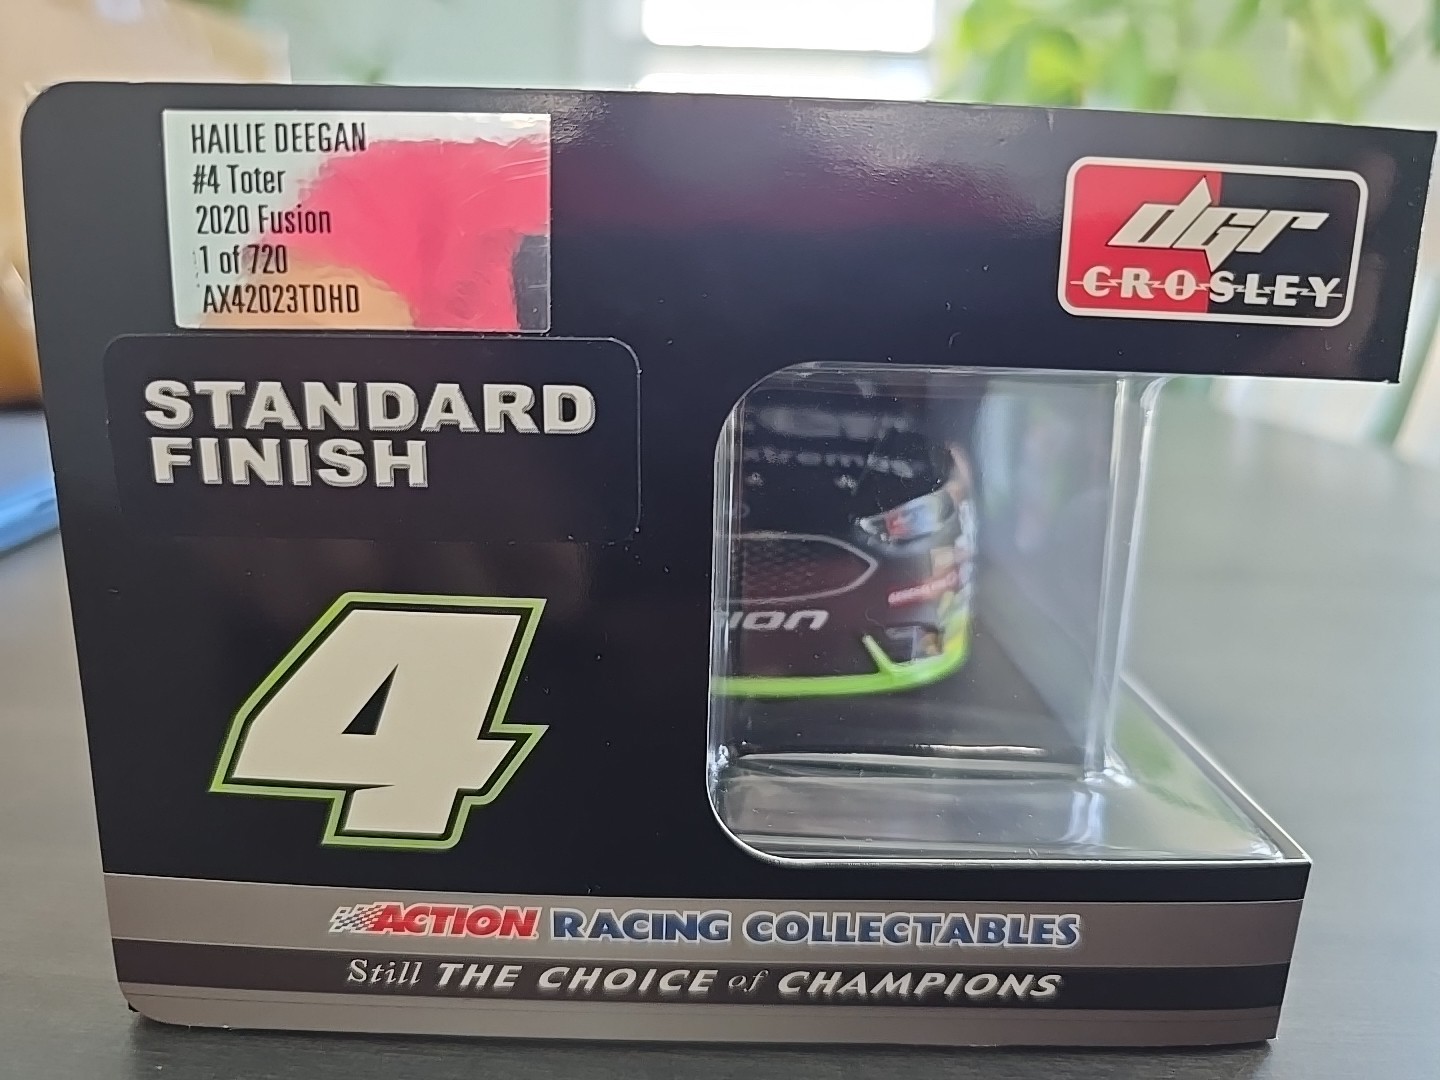 HAILIE DEEGAN
#4 Toter
2020 Fusion
1 of 720
AX42023TDHD
dgr
CROSLEY
STANDARD
FINISH
4
ACTION RACING COLLECTABLES
Still THE CHOICE of CHAMPIONS